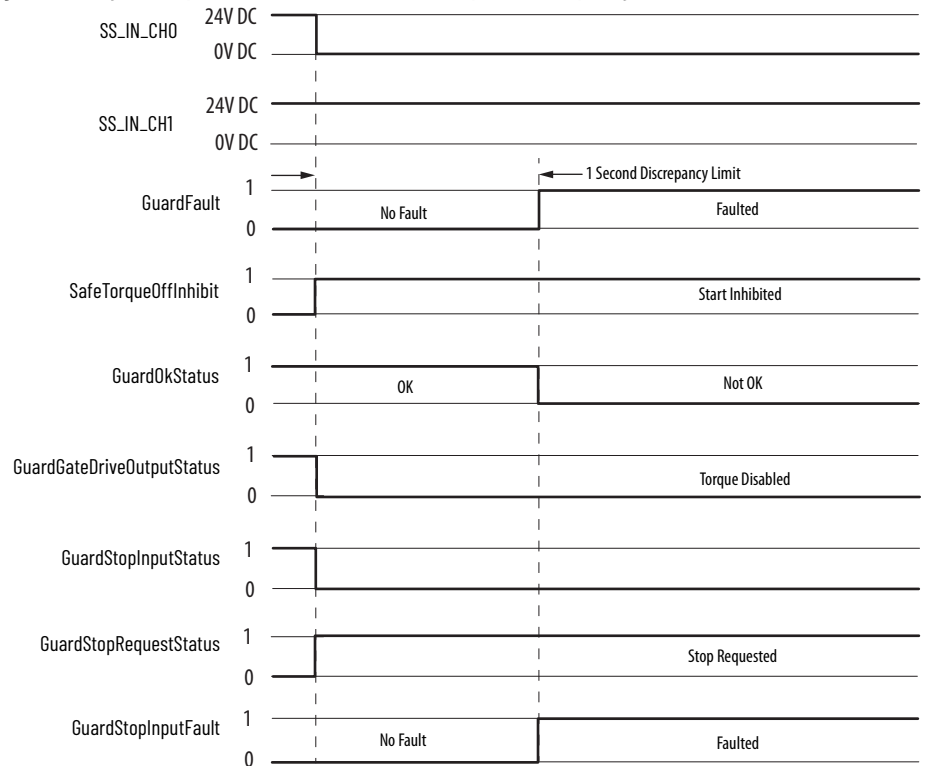 24V DC
SS_IN_CH0
0V DC
24V DC
SS_IN_CH1
0V DC
1 Second Discrepancy Limit
1
GuardFault
No Fault
Faulted
0
1
SafeTorqueOffInhibit
Start Inhibited
0
1
GuardOkStatus
OK
Not OK
0
1
GuardGateDriveOutputStatus
Torque Disabled
0
1
GuardStopInputStatus
0
1
GuardStopRequestStatus
Stop Requested
0
1
GuardStopInputFault
No Fault
Faulted
0